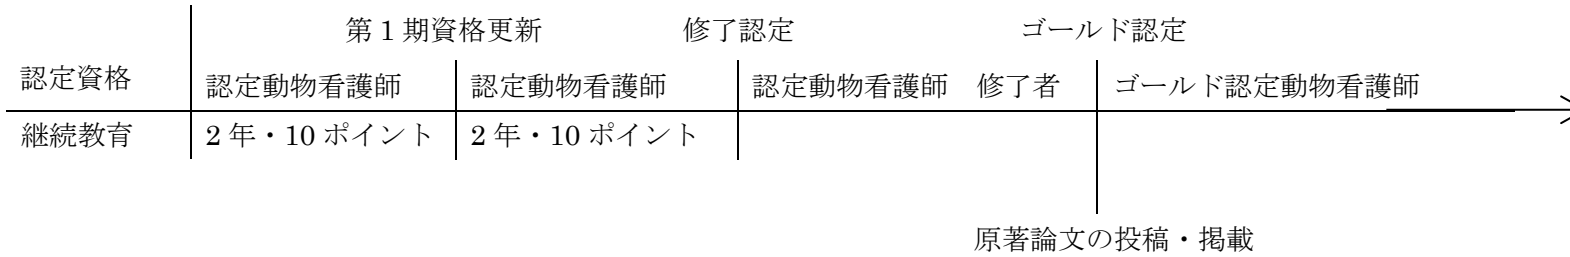 第1期資格更新 修了認定 ゴールド認定
認定資格 認定動物看護師 認定動物看護師 認定動物看護師 修了者 ゴールド認定動物看護師
継続教育 2年・10ポイント 2年・10ポイント
原著論文の投稿・掲載